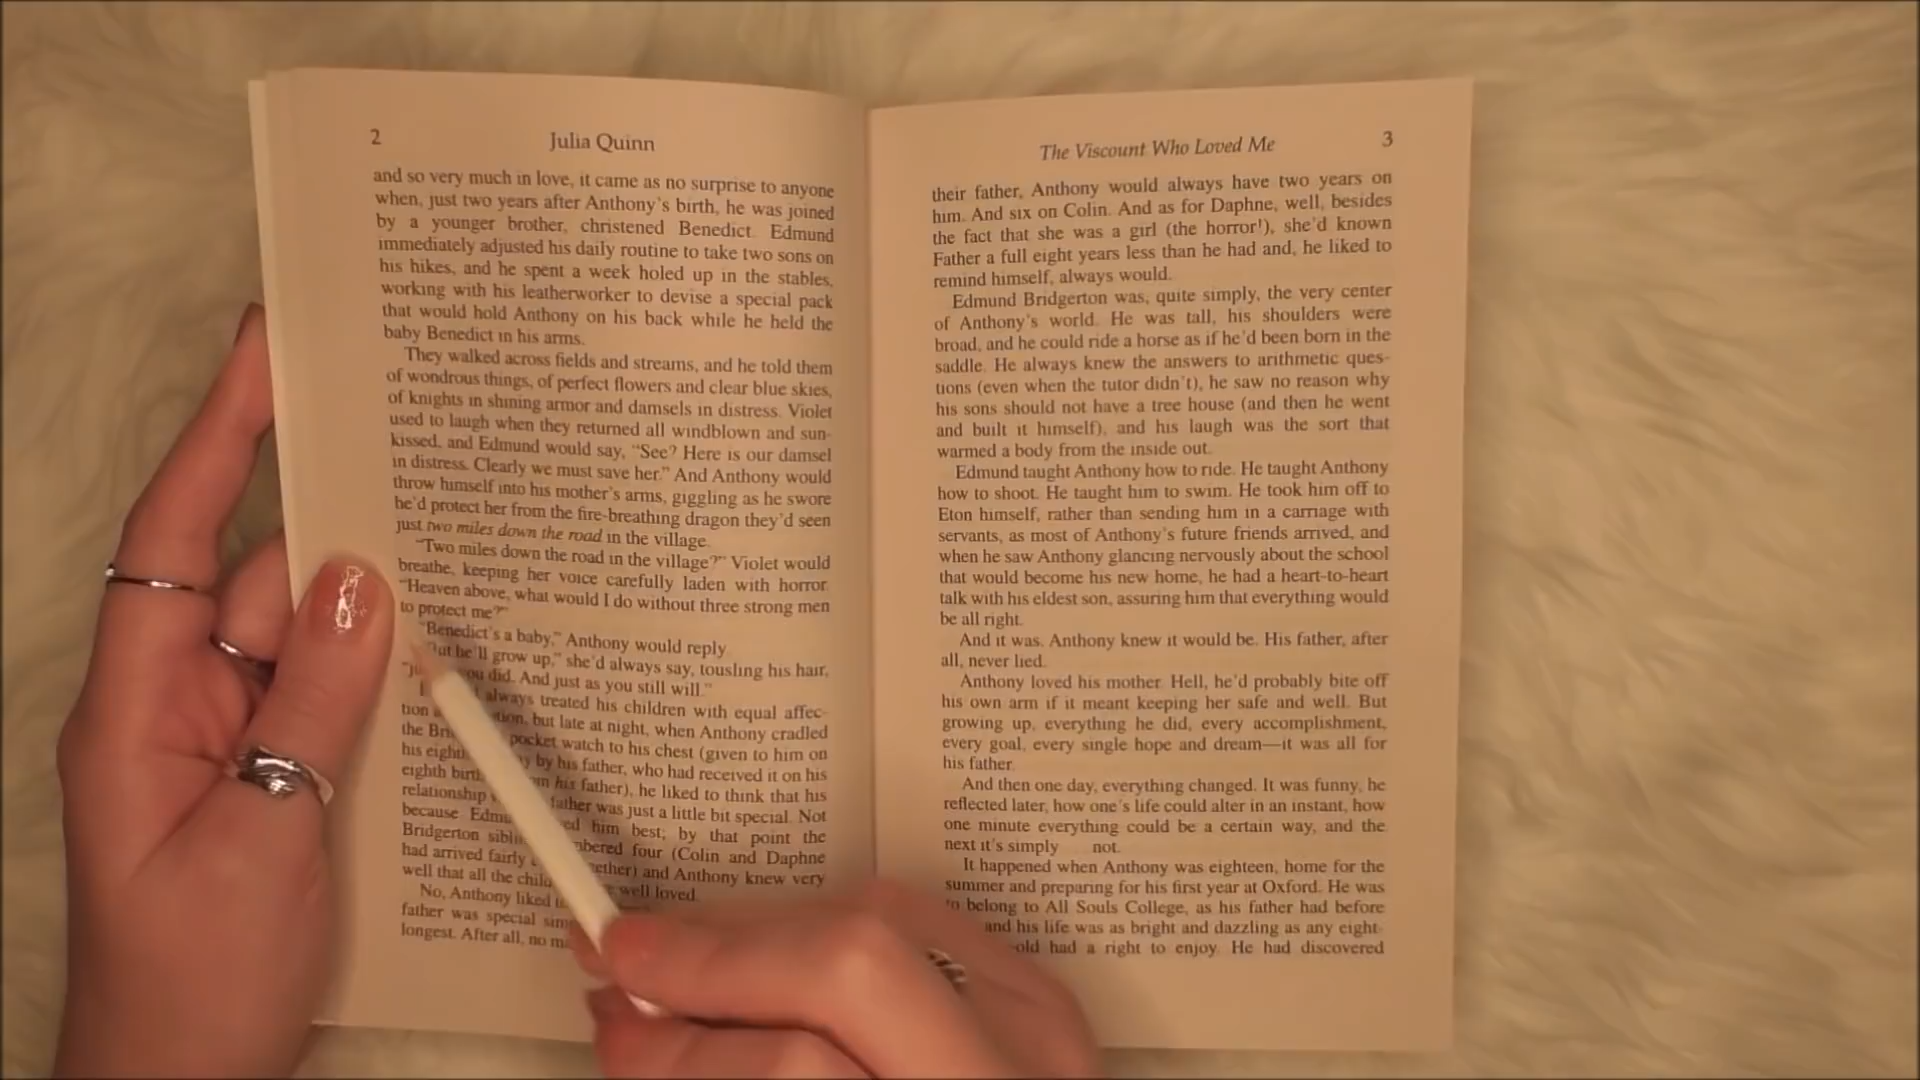 2
Julia Quinn
and so very much in love, it came as no surprise to anyone
when, just two years after Anthony's birth, he was joined
by a younger brother, christened Benedict. Edmund
immediately adjusted his daily routine to take two sons on
his hikes, and he spent a week holed up in the stables,
working with his leatherworker to devise a special pack
that would hold Anthony on his back while he held the
baby Benedict in his arms.
They walked across fields and streams, and he told them
of wondrous things, of perfect flowers and clear blue skies,
of knights in shining armor and damsels in distress. Violet
used to laugh when they returned all windblown and sun-
kissed, and Edmund would say, "See? Here is our damsel
in distress. Clearly we must save her." And Anthony would
throw himself into his mother's arms, giggling as he swore
he'd protect her from the fire-breathing dragon they'd seen
just two miles down the road in the village.
"Two miles down the road in the village?" Violet would
breathe, keeping her voice carefully laden with horror.
"Heaven above, what would I do without three strong men
to protect me?"
"Benedict's a baby," Anthony would reply.
he'll grow up," she'd always say, tousling his hair,
you did. And just as you still will."
always treated his children with equal affec-
tion but late at night, when Anthony cradled
the pocket watch to his chest (given to him on
his by his father, who had received it on his
eighth his father), he liked to think that his
relationship father was just a little bit special. Not
because him best; by that point the
Bridgerton four (Colin and Daphne
had arrived fairly and Anthony knew very
well that all the well loved.
No, Anthony liked
father was special
longest. After all, no
The Viscount Who Loved Me
3
their father, Anthony would always have two years on
him. And six on Colin. And as for Daphne, well, besides
the fact that she was a girl (the horror!), she'd known
Father a full eight years less than he had and, he liked to
remind himself, always would.
Edmund Bridgerton was, quite simply, the very center
of Anthony's world. He was tall, his shoulders were
broad, and he could ride a horse as if he'd been born in the
saddle. He always knew the answers to arithmetic ques-
tions (even when the tutor didn't), he saw no reason why
his sons should not have a tree house (and then he went
and built it himself), and his laugh was the sort that
warmed a body from the inside out.
Edmund taught Anthony how to ride. He taught Anthony
how to shoot. He taught him to swim. He took him off to
Eton himself, rather than sending him in a carriage with
servants, as most of Anthony's future friends arrived, and
when he saw Anthony glancing nervously about the school
that would become his new home, he had a heart-to-heart
talk with his eldest son, assuring him that everything would
be all right.
And it was. Anthony knew it would be. His father, after
all, never lied.
Anthony loved his mother. Hell, he'd probably bite off
his own arm if it meant keeping her safe and well. But
growing up, everything he did, every accomplishment,
every goal, every single hope and dream—it was all for
his father.
And then one day, everything changed. It was funny, he
reflected later, how one's life could alter in an instant, how
one minute everything could be a certain way, and the
next it's simply not.
It happened when Anthony was eighteen, home for the
summer and preparing for his first year at Oxford. He was
to belong to All Souls College, as his father had before
and his life was as bright and dazzling as any eight-
-old had a right to enjoy. He had discovered